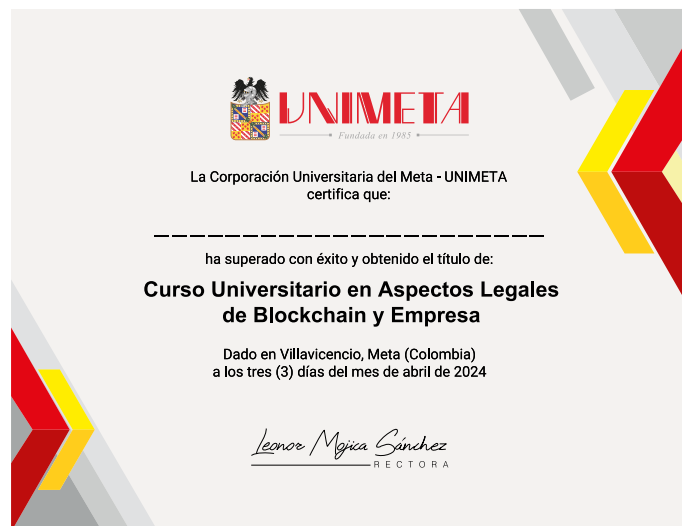 UNIMETA
Fundada en 1985
La Corporación Universitaria del Meta - UNIMETA
certifica que:
ha superado con éxito y obtenido el título de:
Curso Universitario en Aspectos Legales
de Blockchain y Empresa
Dado en Villavicencio, Meta (Colombia)
a los tres (3) días del mes de abril de 2024
Leonor Mojica Sánchez
RECTORA